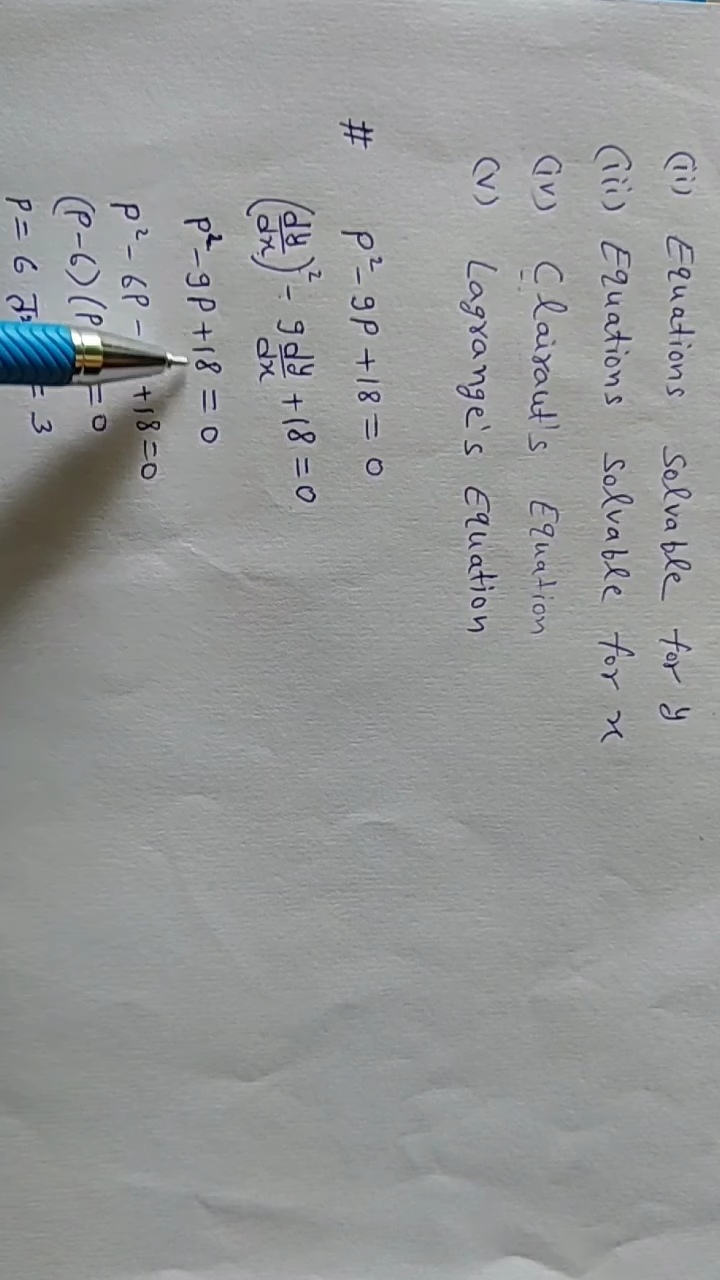 (ii) Equations solvable for y
(iii) Equations solvable for x
(iv) Clairaut's Equation
(v) Lagrange's Equation
# p² - 9p + 18 = 0
(dy/dx)² - 9 dy/dx + 18 = 0
p² - 9p + 18 = 0
p² - 6p - + 18 = 0
(p - 6) (p = 0
p = 6 = 3